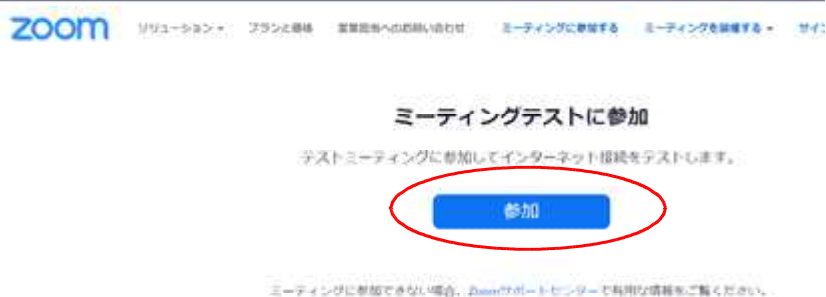 zoom ソリューション プランと価格 営業担当へのお問い合わせ ミーティングに参加する ミーティングを開催する サイン
ミーティングテストに参加
テストミーティングに参加してインターネット接続をテストします。
参加
ミーティングに参加できない場合、Zoomサポートセンターで有用な情報をご覧ください。